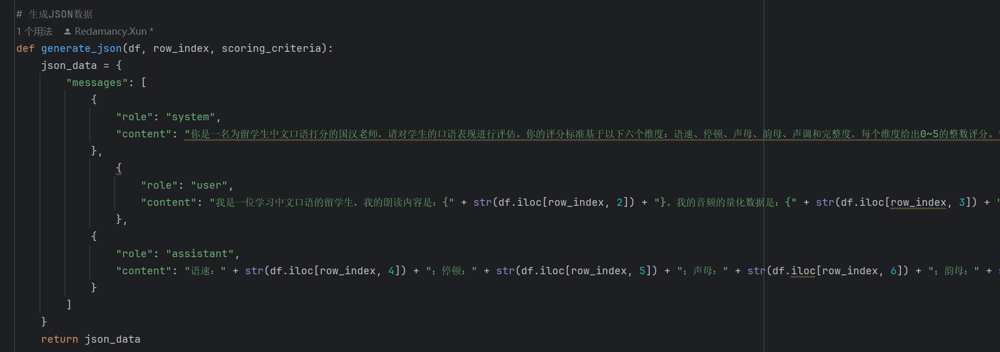 # 生成JSON数据
1 个用法 Redamancy.Xun *
def generate_json(df, row_index, scoring_criteria):
json_data = {
"messages": [
{
"role": "system",
"content": "你是一名为留学生中文口语打分的国汉老师，请对学生的口语表现进行评估。你的评分标准基于以下六个维度：语速、停顿、声母、韵母、声调和完整度，每个维度给出0~5的整数评分。
},
{
"role": "user",
"content": "我是一位学习中文口语的留学生，我的朗读内容是：{" + str(df.iloc[row_index, 2]) + "}。我的音频的量化数据是：{" + str(df.iloc[row_index, 3]) + "
},
{
"role": "assistant",
"content": "语速：" + str(df.iloc[row_index, 4]) + "；停顿：" + str(df.iloc[row_index, 5]) + "；声母：" + str(df.iloc[row_index, 6]) + "；韵母：" +
}
]
}
return json_data